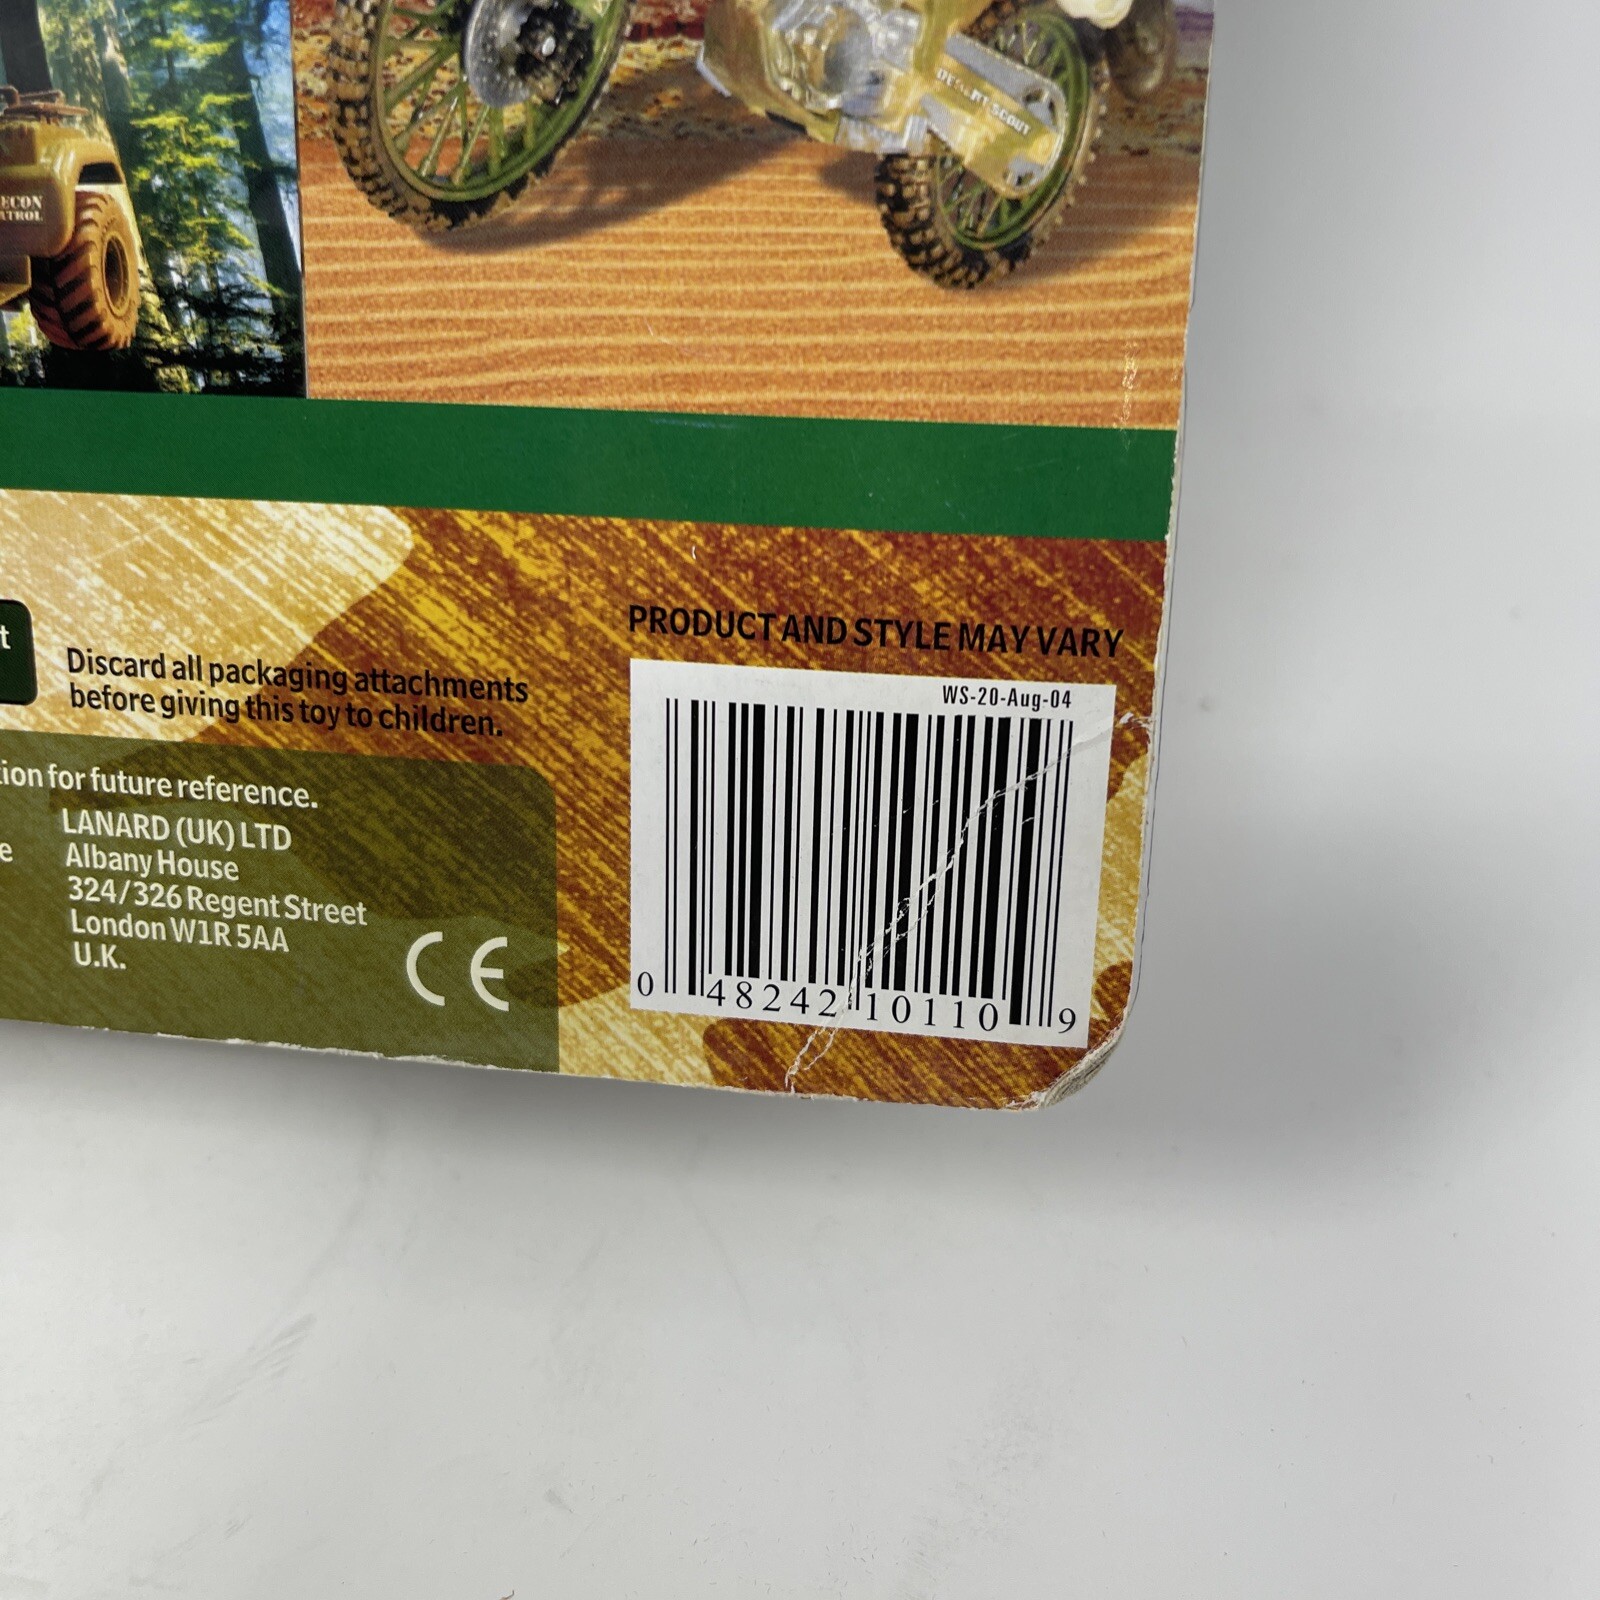 DESERT SCOUT
PATROL
PRODUCT AND STYLE MAY VARY
Discard all packaging attachments
before giving this toy to children.
WS-20-Aug-04
for future reference.
LANARD (UK) LTD
Albany House
324/326 Regent Street
London W1R 5AA
U.K.
CE
0 48242 10110 9